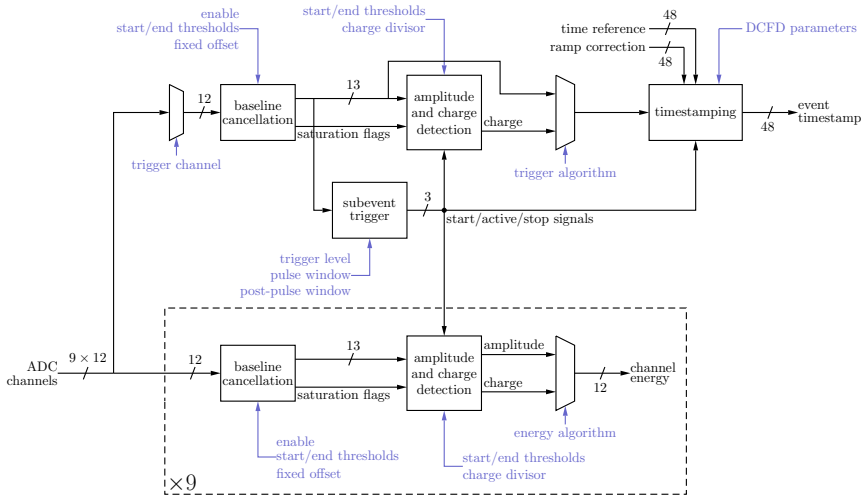 enable
start/end thresholds
fixed offset
start/end thresholds
charge divisor
48
time reference
ramp correction
48
DCFD parameters
12
baseline
cancellation
13
saturation flags
amplitude
and charge
detection
charge
timestamping
48
event
timestamp
trigger channel
trigger algorithm
subevent
trigger
3
start/active/stop signals
trigger level
pulse window
post-pulse window
ADC
channels
9 × 12
12
baseline
cancellation
13
saturation flags
amplitude
and charge
detection
amplitude
charge
12
channel
energy
energy algorithm
enable
start/end thresholds
fixed offset
start/end thresholds
charge divisor
×9